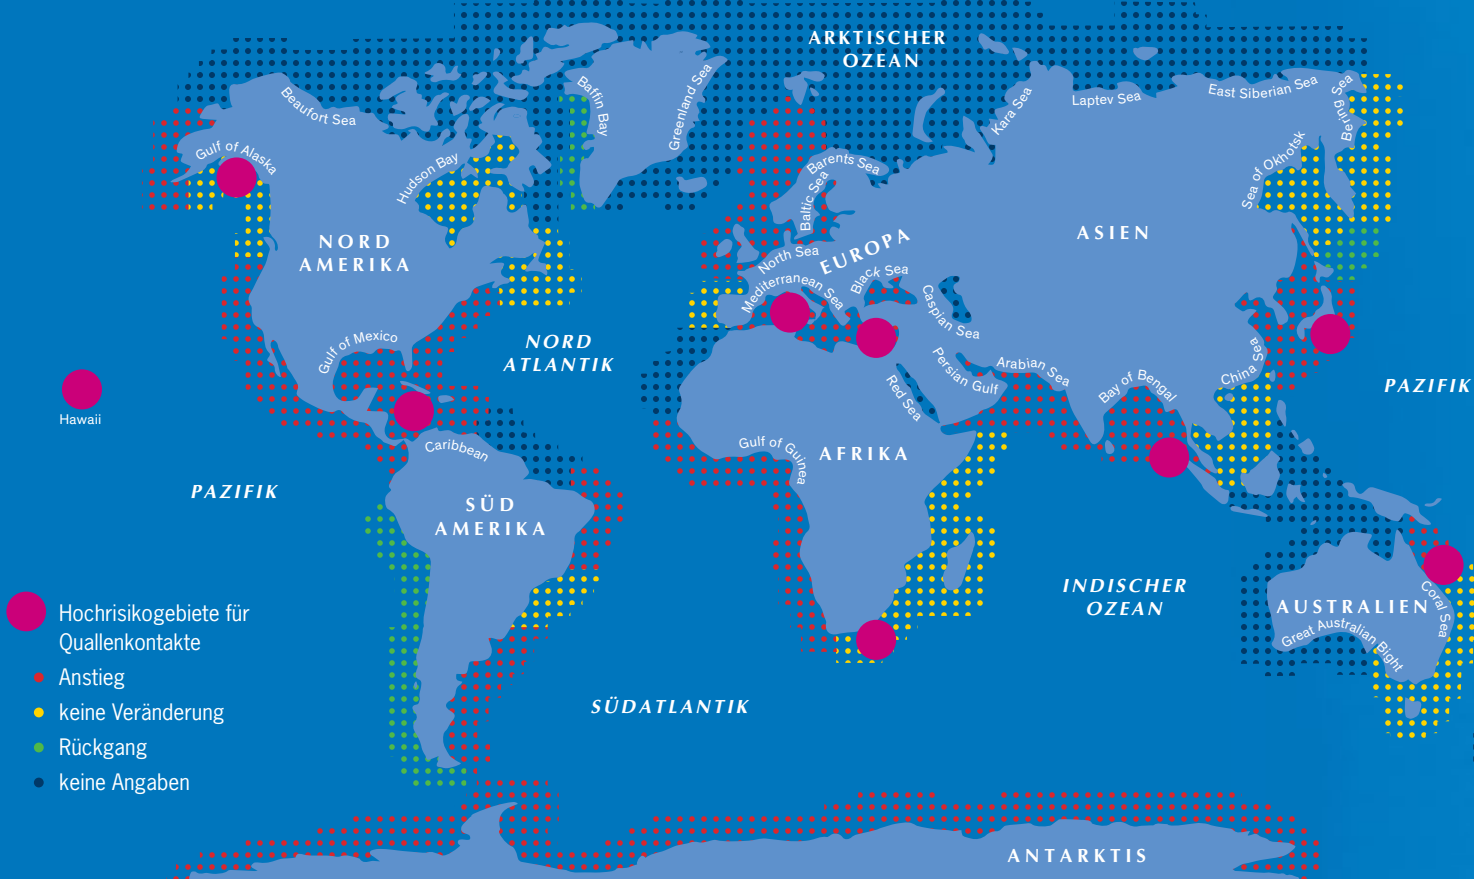 ARKTISCHER
OZEAN
Beaufort Sea
Baffin Bay
Greenland Sea
Kara Sea
Laptev Sea
East Siberian Sea
Bering Sea
Gulf of Alaska
Hudson Bay
Barents Sea
Baltic Sea
Sea of Okhotsk
NORD
AMERIKA
North Sea
EUROPA
ASIEN
Mediterranean Sea
Black Sea
Caspian Sea
Gulf of Mexico
NORD
ATLANTIK
Persian Gulf
Arabian Sea
Red Sea
Bay of Bengal
China Sea
PAZIFIK
Hawaii
Caribbean
Gulf of Guinea
AFRIKA
PAZIFIK
SÜD
AMERIKA
INDISCHER
OZEAN
AUSTRALIEN
Coral Sea
Great Australian Bight
Hochrisikogebiete für
Quallenkontakte
Anstieg
keine Veränderung
Rückgang
keine Angaben
SÜDATLANTIK
ANTARKTIS